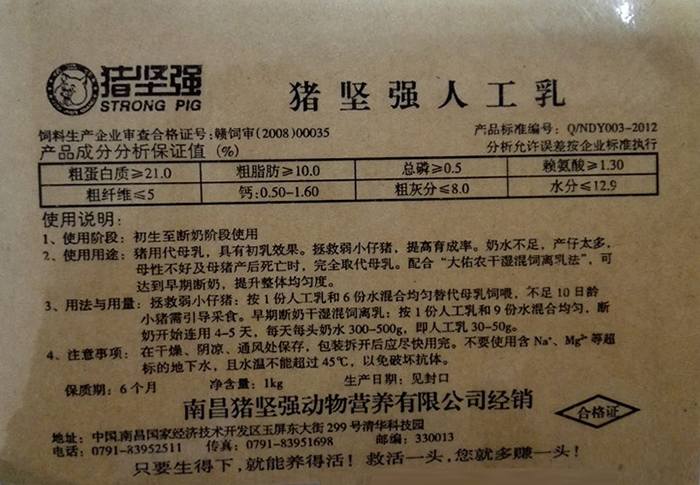 猪坚强
STRONG PIG
猪坚强人工乳
饲料生产企业审查合格证号:赣饲审(2008)00035
产品标准编号: Q/NDY003-2012
产品成分分析保证值(%)
分析允许误差按企业标准执行
粗蛋白质≥21.0 粗脂肪≥10.0 总磷≥0.5 赖氨酸≥1.30
粗纤维≤5 钙:0.50-1.60 粗灰分≤8.0 水分≤12.9
使用说明:
1、使用阶段:初生至断奶阶段使用
2、使用用途:猪用代母乳,具有初乳效果。拯救弱小仔猪,提高育成率。奶水不足,产仔太多,
母性不好及母猪产后死亡时,完全取代母乳。配合“大佑农干湿混饲离乳法”,可
达到早期断奶,提升整体均匀度。
3、用法与用量:拯救弱小仔猪:按1份人工乳和6份水混合均匀替代母乳饲喂,不足10日龄
小猪需引导采食。早期断奶干湿混饲离乳:按1份人工乳和9份水混合均匀,断
奶开始连用4-5天,每天每头奶水300-500g,即人工乳30-50g。
4、注意事项:在干燥、阴凉、通风处保存,包装拆开后应尽快用完。不要使用含Na⁺、Mg²⁺等超
标的地下水,且水温不能超过45℃,以免破坏抗体。
保质期:6个月 净含量:1kg 生产日期:见封口
南昌猪坚强动物营养有限公司经销
合格证
地址:中国.南昌国家经济技术开发区玉屏东大街299号清华科技园
电话:0791-83952511 传真:0791-83951698 邮编:330013
只要生得下,就能养得活!救活一头,您就多赚一头!